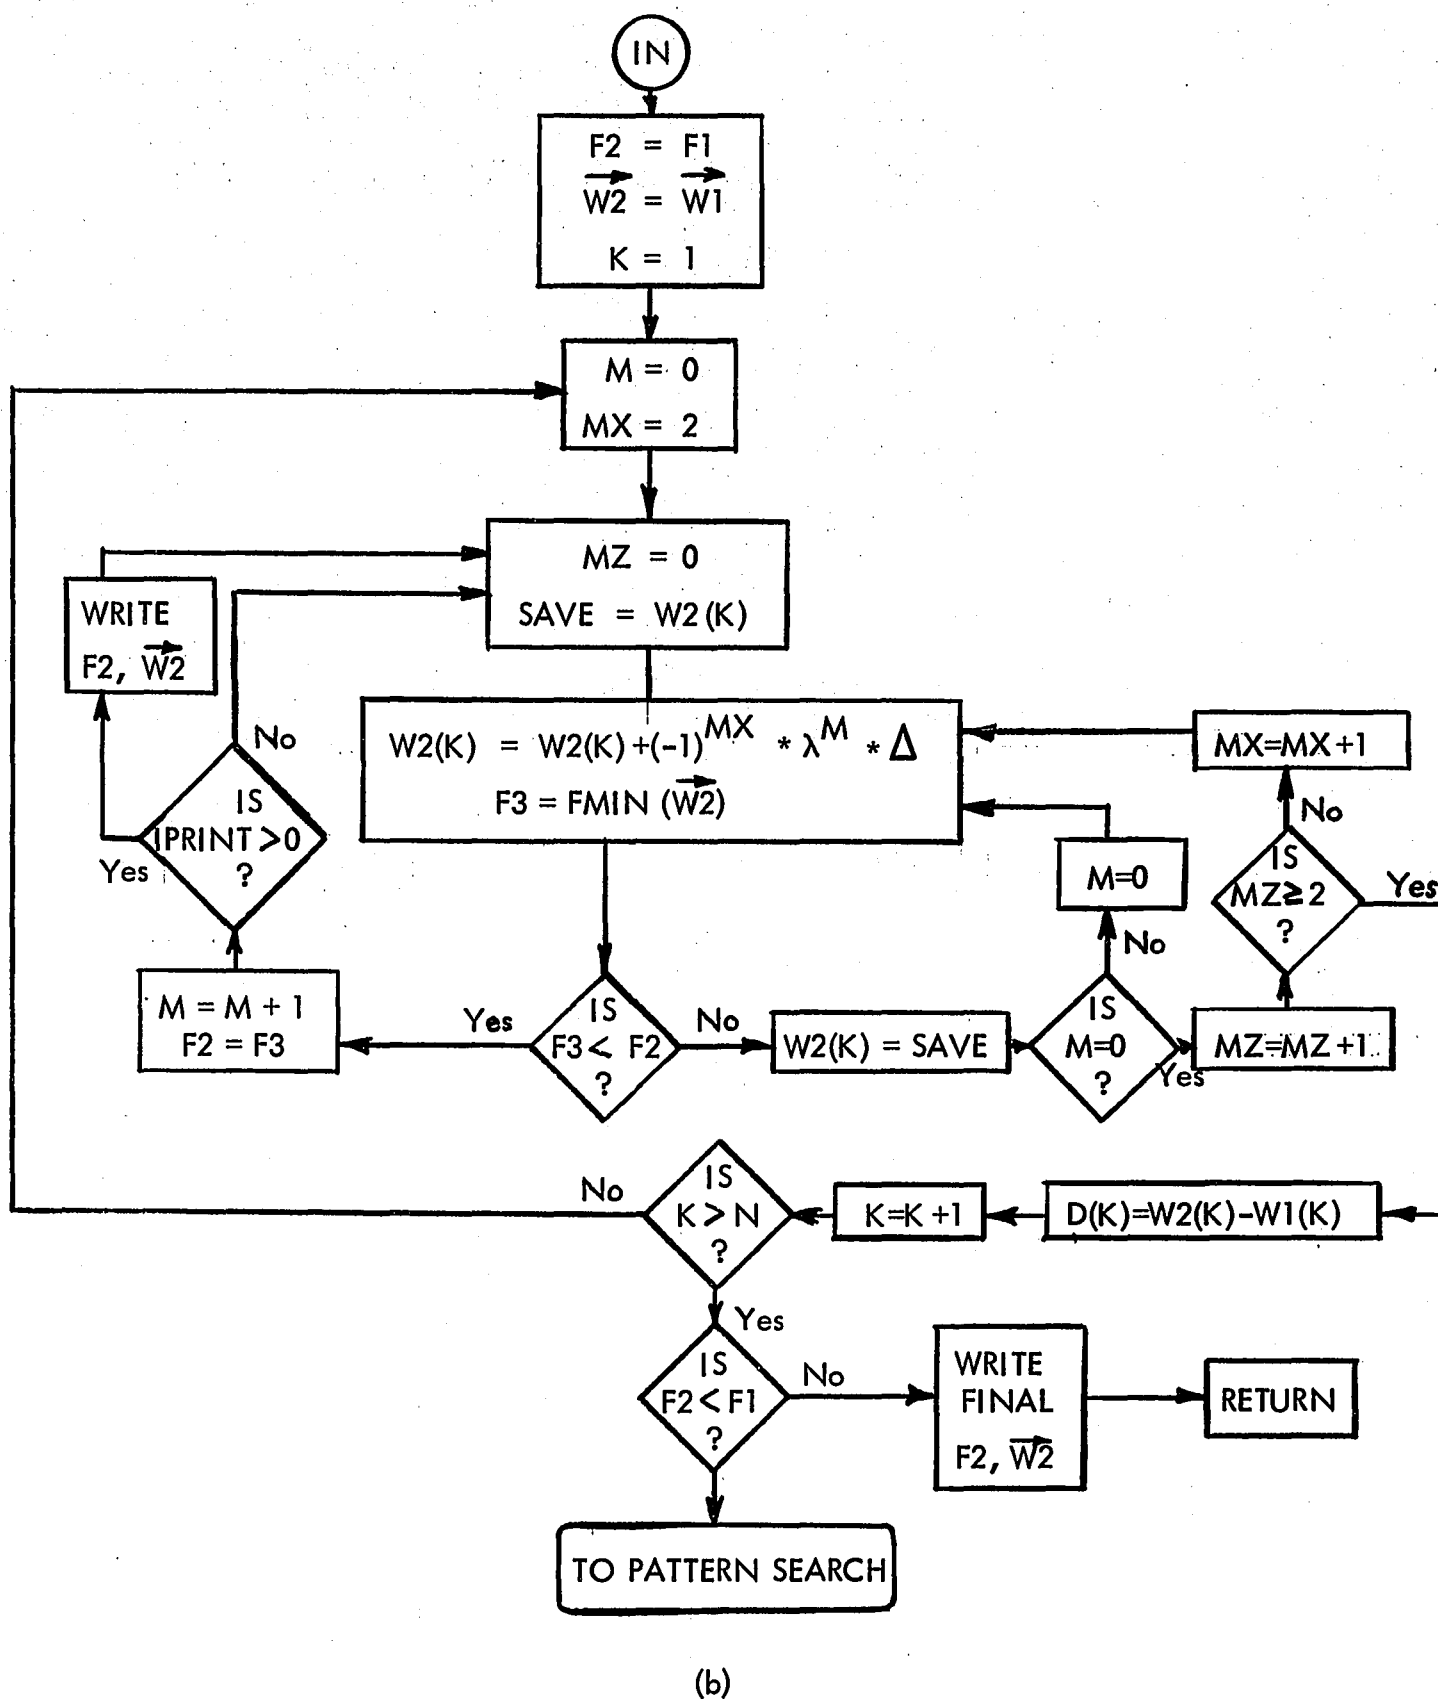 IN
F2 = F1
W2 = W1
K = 1
M = 0
MX = 2
MZ = 0
SAVE = W2(K)
WRITE
F2, W2
No
IS
IPRINT>0
?
Yes
M = M + 1
F2 = F3
W2(K) = W2(K)+(-1)^MX * λ^M * Δ
F3 = FMIN (W2)
MX=MX+1
No
IS
MZ≥2
?
Yes
M=0
No
IS
F3< F2
?
Yes
No
W2(K) = SAVE
IS
M=0
?
Yes
MZ=MZ+1
No
IS
K>N
?
K=K+1
D(K)=W2(K)-W1(K)
Yes
IS
F2<F1
?
No
WRITE
FINAL
F2, W2
RETURN
TO PATTERN SEARCH
(b)